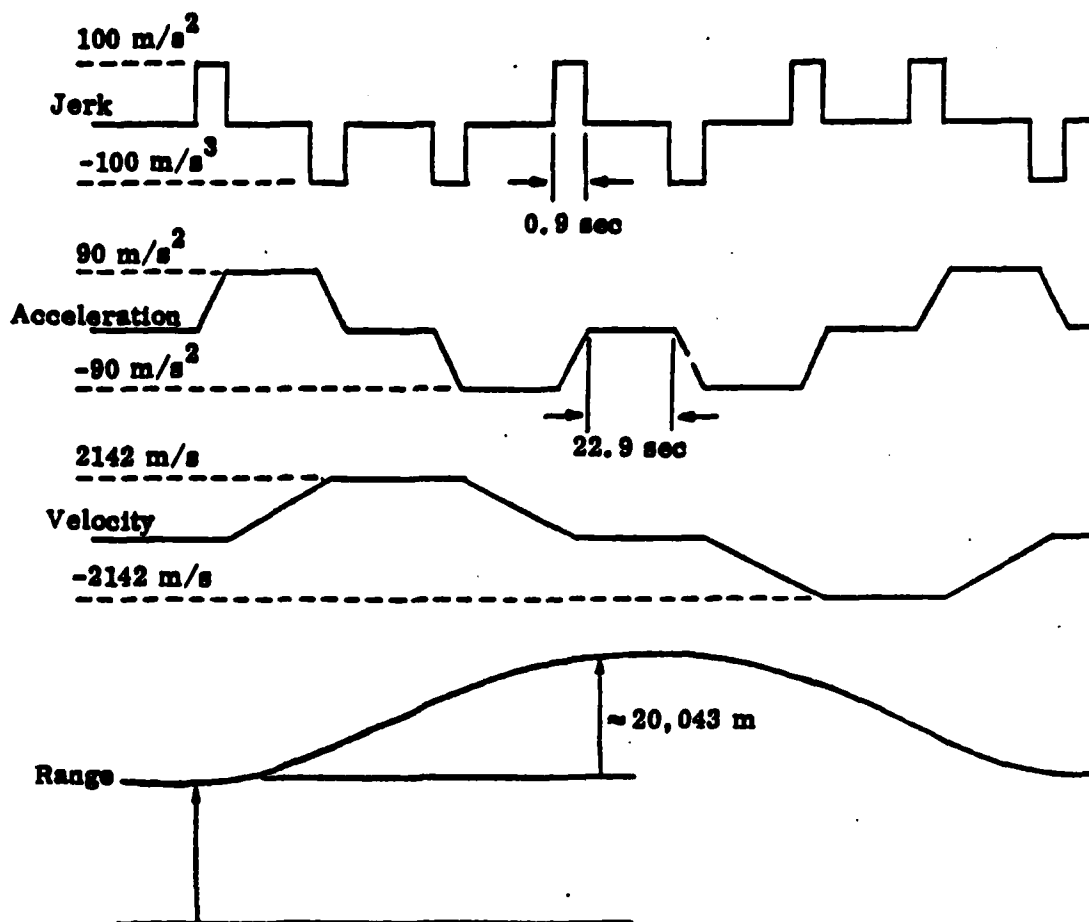 100 m/s²
Jerk
-100 m/s³
0.9 sec
90 m/s²
Acceleration
-90 m/s²
22.9 sec
2142 m/s
Velocity
-2142 m/s
≈20,043 m
Range